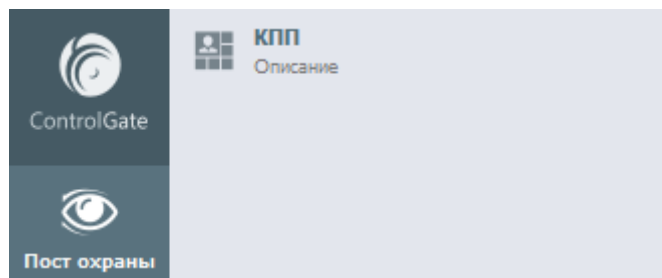 ControlGate
Пост охраны
КПП
Описание